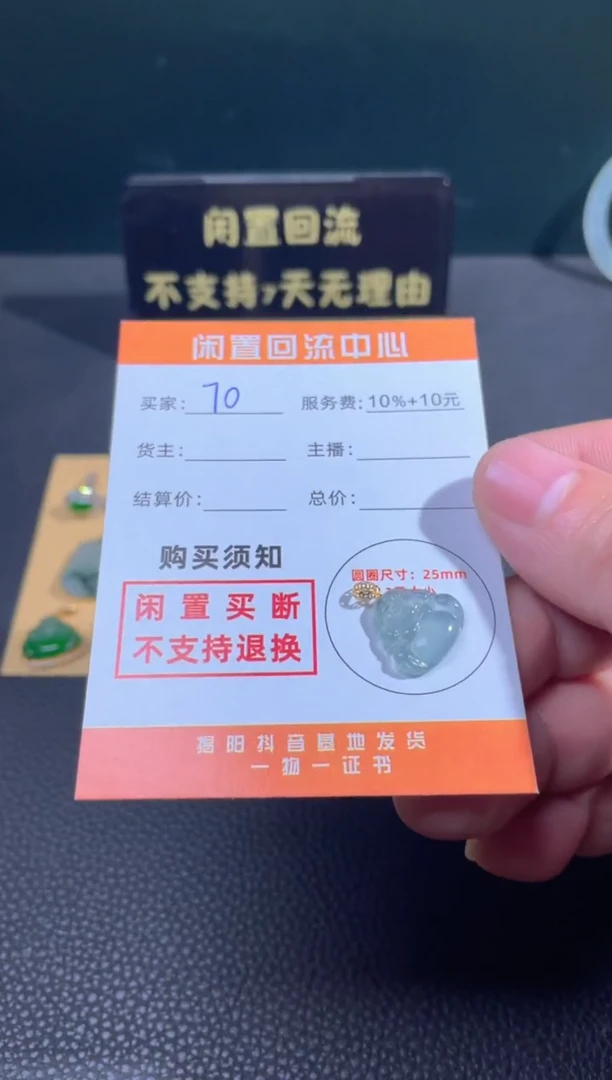 闲置回流
不支持7天无理由
闲置回流中心
买家: 70 服务费: 10%+10元
货主: 主播:
结算价: 总价:
购买须知
闲置买断
不支持退换
圆圈尺寸: 25mm
揭阳抖音基地发货
一物一证书